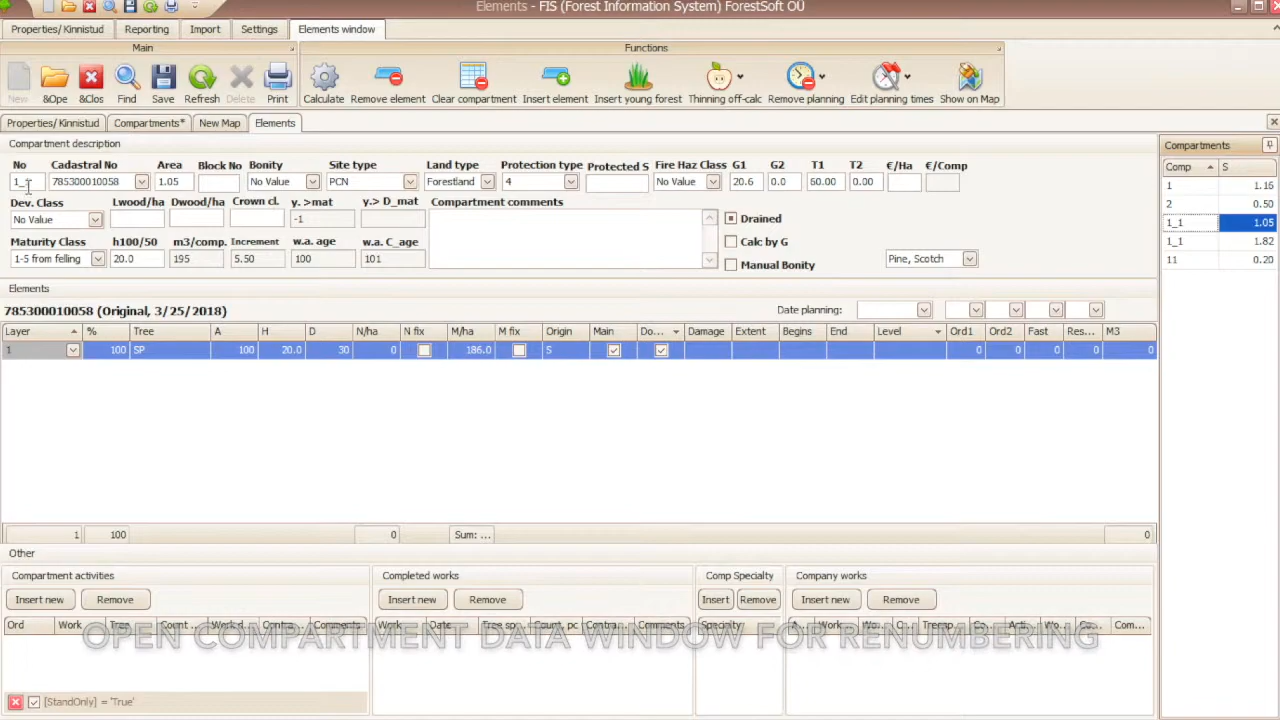 Elements - FIS (Forest Information System) ForestSoft OÜ
Properties/ Kinnistud Reporting Import Settings Elements window
Main Functions
New &Ope &Clos Find Save Refresh Delete Print Calculate Remove element Clear compartment Insert element Insert young forest Thinning off-calc Remove planning Edit planning times Show on Map
Properties/ Kinnistud Compartments* New Map Elements
Compartment description
No Cadastral No Area Block No Bonity Site type Land type Protection type Protected S Fire Haz Class G1 G2 T1 T2 €/Ha €/Comp
1_1 785300010058 1.05 No Value PCN Forestland 4 No Value 20.6 0.0 60.00 0.00
Dev. Class Lwood/ha Dwood/ha Crown cl. y. >mat y.> D_mat Compartment comments
No Value -1 Drained
Maturity Class h100/50 m3/comp. Increment w.a. age w.a. C_age Calc by G
1-5 from felling 20.0 195 5.50 100 101 Manual Bonity Pine, Scotch
Elements
785300010058 (Original, 3/25/2018) Date planning:
Layer % Tree A H D N/ha N fix M/ha M fix Origin Main Do... Damage Extent Begins End Level Ord1 Ord2 Fast Res... M3
1 100 SP 100 20.0 30 0 186.0 S 0 0 0 0 0
1 100 0 Sum: ... 0
Other
Compartment activities Completed works Comp Specialty Company works
Insert new Remove Insert new Remove Insert Remove Insert new Remove
Ord Work Tree Count ... Work d... Contra... Comments Work Date Tree sp... Count, pc Contra... Comments Specialty A... Work... Wo... O... Treesp... Co... Acti... Wo... Co... Com...
OPEN COMPARTMENT DATA WINDOW FOR RENUMBERING
[StandOnly] = 'True'
Compartments
Comp S
1 1.16
2 0.50
1_1 1.05
1_1 1.82
11 0.20